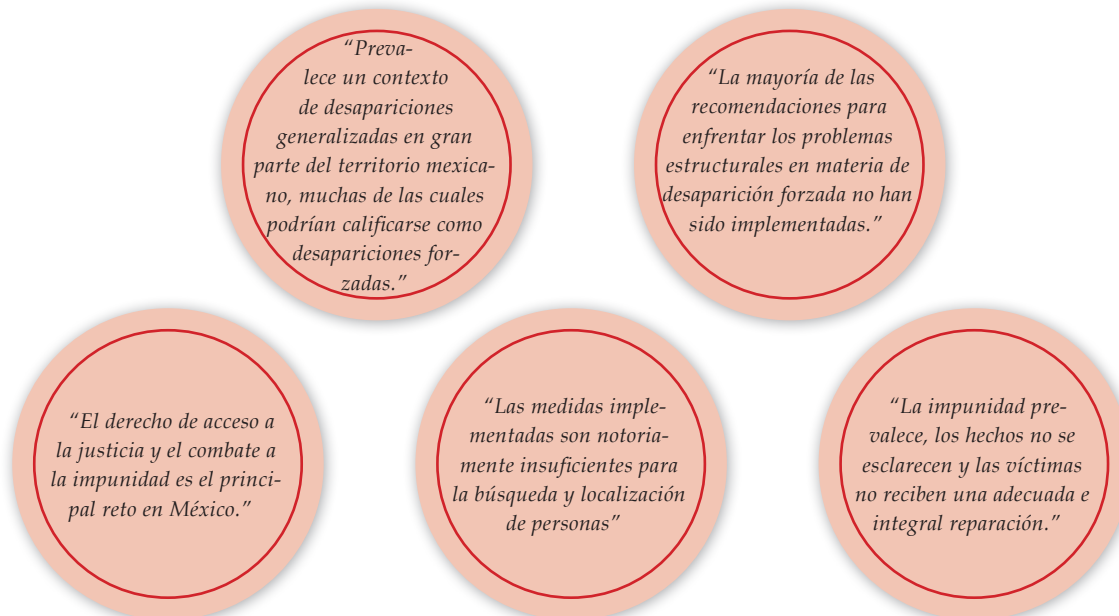 “Preva-
lece un contexto
de desapariciones
generalizadas en gran
parte del territorio mexica-
no, muchas de las cuales
podrían calificarse como
desapariciones for-
zadas.”
“La mayoría de las
recomendaciones para
enfrentar los problemas
estructurales en materia de
desaparición forzada no han
sido implementadas.”
“El derecho de acceso a
la justicia y el combate a
la impunidad es el princi-
pal reto en México.”
“Las medidas imple-
mentadas son notoria-
mente insuficientes para
la búsqueda y localización
de personas”
“La impunidad pre-
valece, los hechos no se
esclarecen y las víctimas
no reciben una adecuada e
integral reparación.”